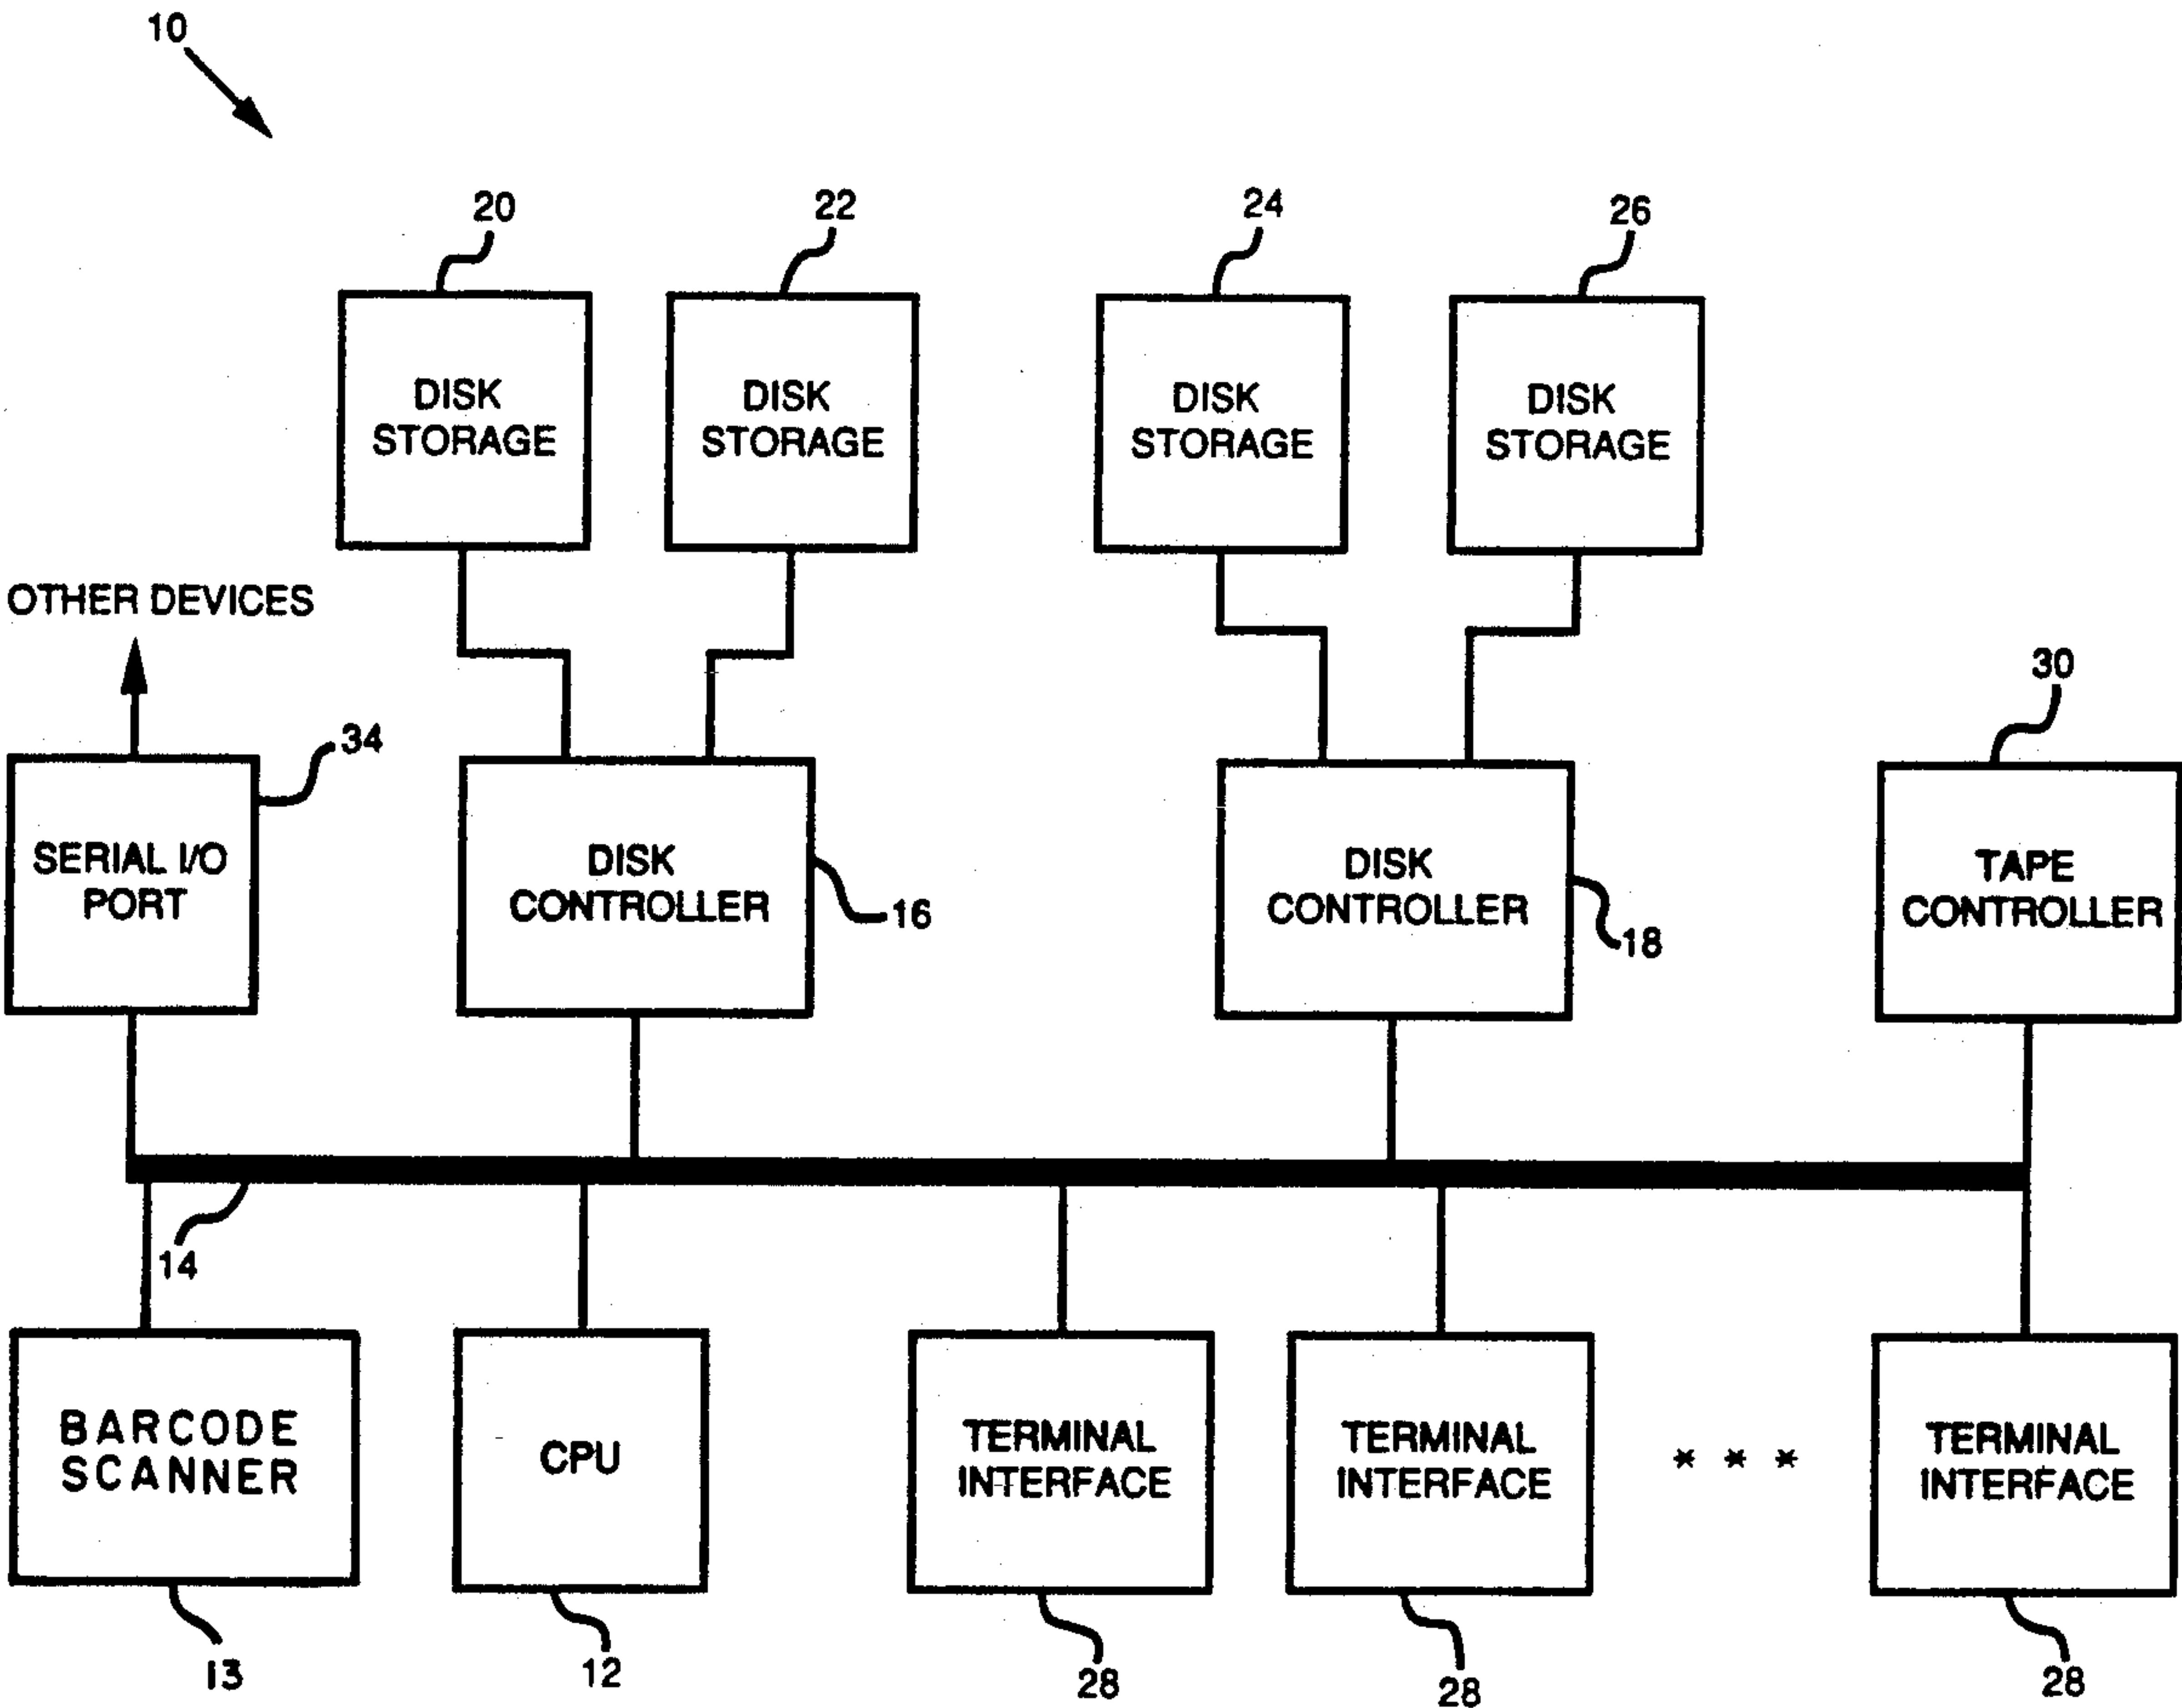 10
20
22
24
26
DISK
STORAGE
DISK
STORAGE
DISK
STORAGE
DISK
STORAGE
OTHER DEVICES
34
30
SERIAL I/O
PORT
DISK
CONTROLLER
16
DISK
CONTROLLER
18
TAPE
CONTROLLER
14
BARCODE
SCANNER
CPU
TERMINAL
INTERFACE
TERMINAL
INTERFACE
* * *
TERMINAL
INTERFACE
13
12
28
28
28